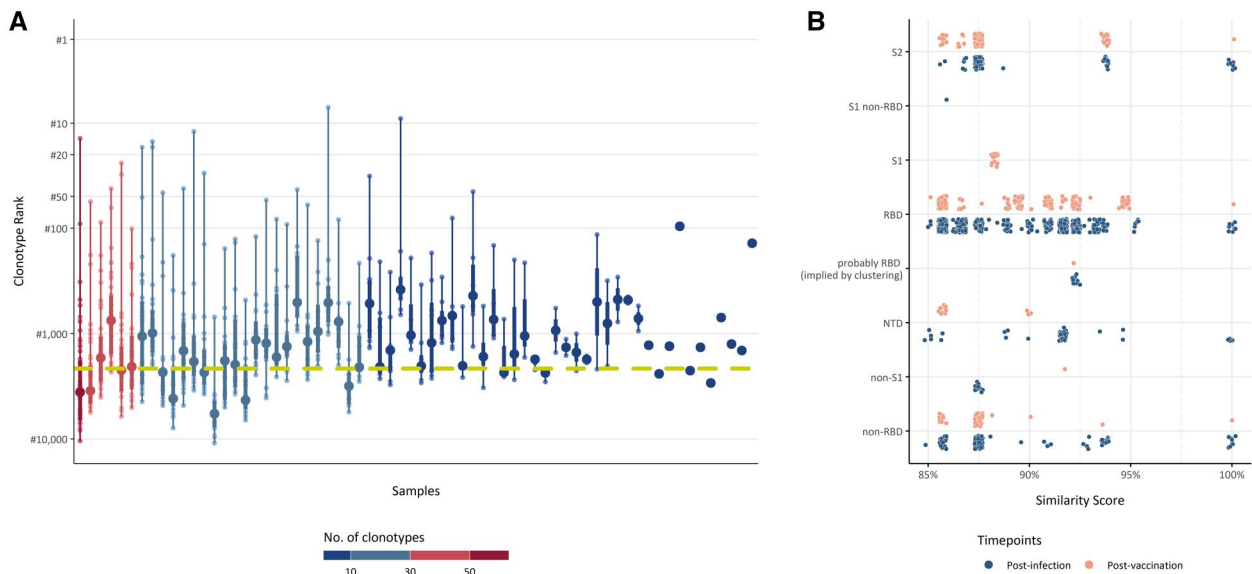 A
#1
#10
#20
#50
#100
#1,000
#10,000
Clonotype Rank
Samples
No. of clonotypes
10 30 50
B
S2
S1 non-RBD
S1
RBD
probably RBD
(implied by clustering)
NTD
non-S1
non-RBD
85% 90% 95% 100%
Similarity Score
Timepoints
Post-infection Post-vaccination